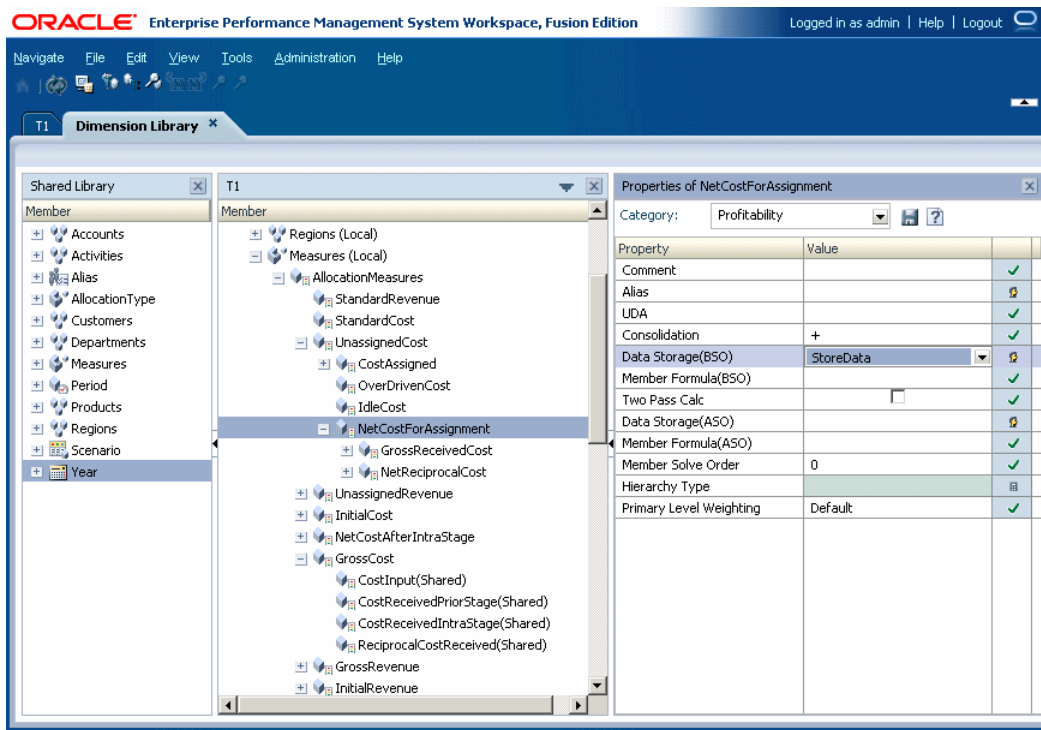 ORACLE Enterprise Performance Management System Workspace, Fusion Edition
Logged in as admin | Help | Logout
Navigate File Edit View Tools Administration Help
T1 Dimension Library
Shared Library
Member
Accounts
Activities
Alias
AllocationType
Customers
Departments
Measures
Period
Products
Regions
Scenario
Year
T1
Member
Regions (Local)
Measures (Local)
AllocationMeasures
StandardRevenue
StandardCost
UnassignedCost
CostAssigned
OverDrivenCost
IdleCost
NetCostForAssignment
GrossReceivedCost
NetReciprocalCost
UnassignedRevenue
InitialCost
NetCostAfterIntraStage
GrossCost
CostInput(Shared)
CostReceivedPriorStage(Shared)
CostReceivedIntraStage(Shared)
ReciprocalCostReceived(Shared)
GrossRevenue
InitialRevenue
Properties of NetCostForAssignment
Category: Profitability
Property Value
Comment
Alias
UDA
Consolidation +
Data Storage(BSO) StoreData
Member Formula(BSO)
Two Pass Calc
Data Storage(ASO)
Member Formula(ASO)
Member Solve Order 0
Hierarchy Type
Primary Level Weighting Default